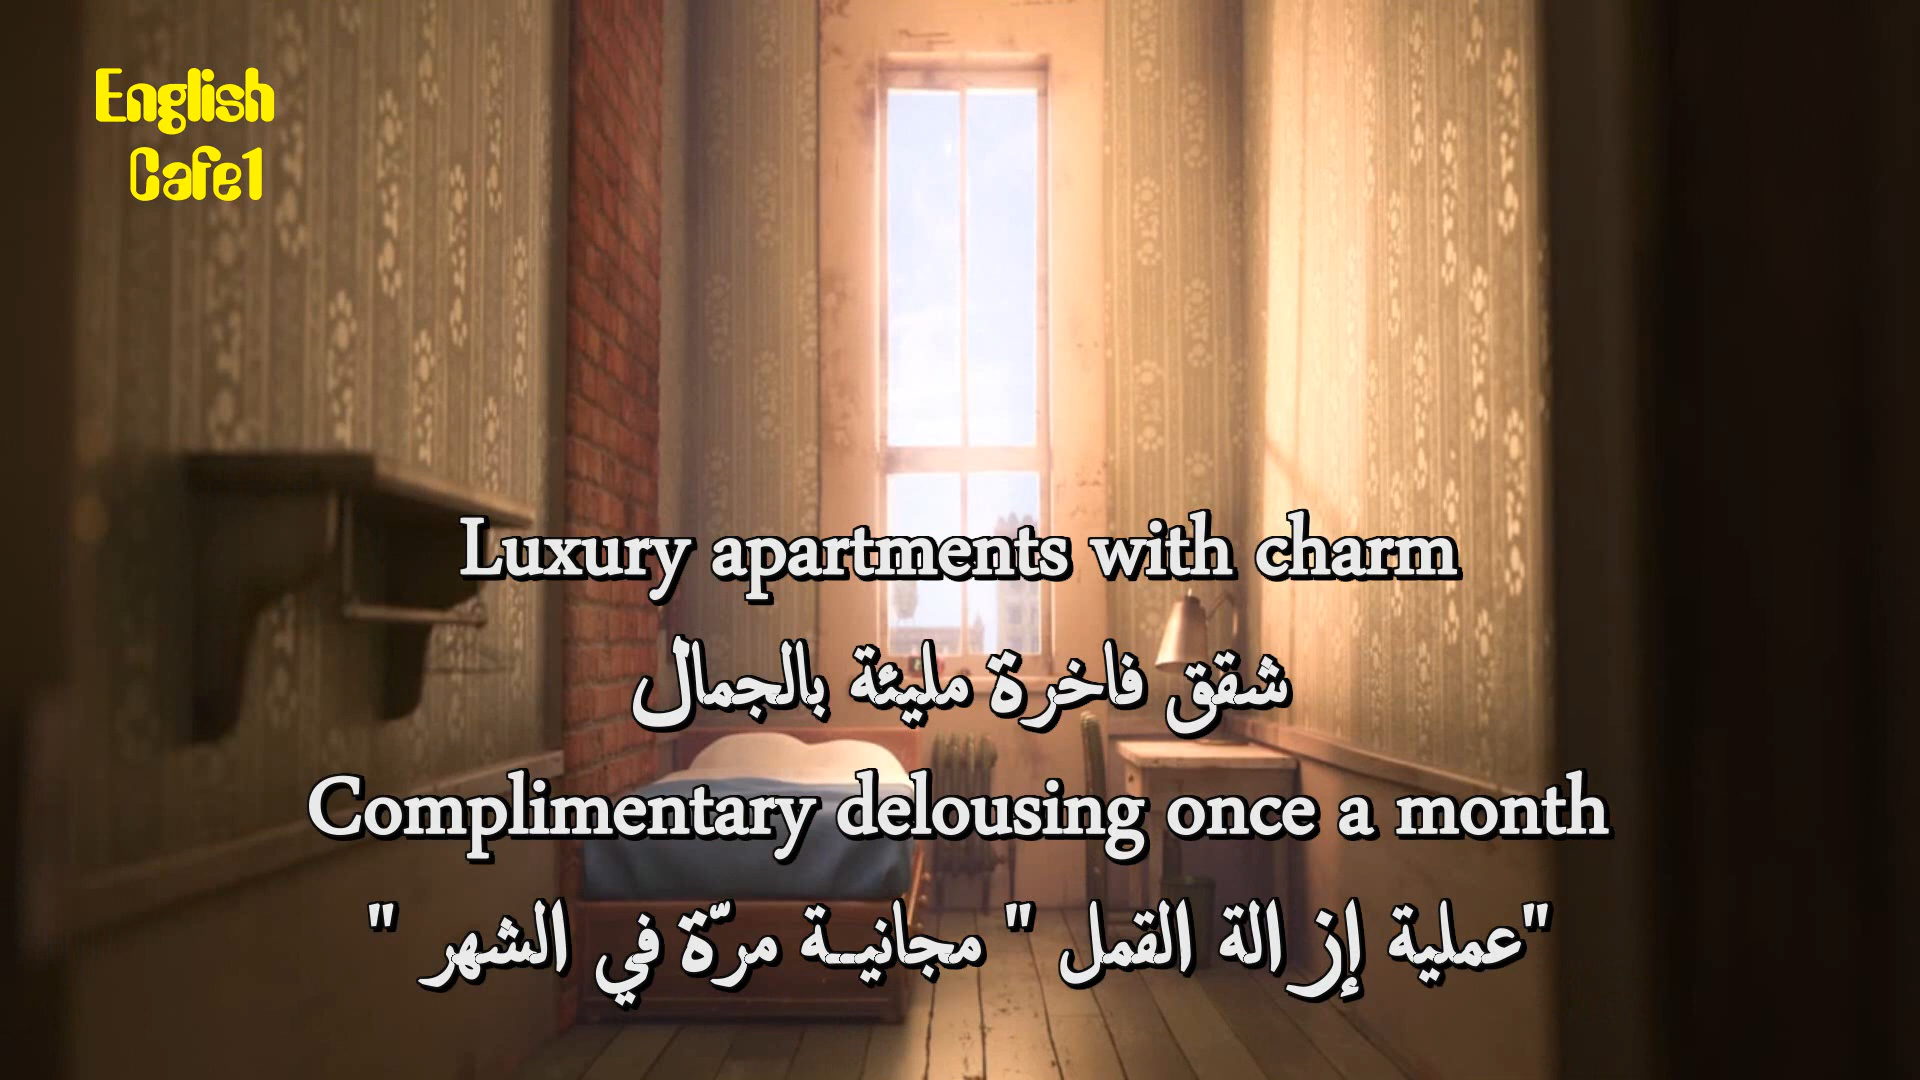 English
Cafe1
Luxury apartments with charm
شقق فاخرة مليئة بالجمال
Complimentary delousing once a month
"عملية إزالة القمل " مجانيــة مرّة في الشهر "